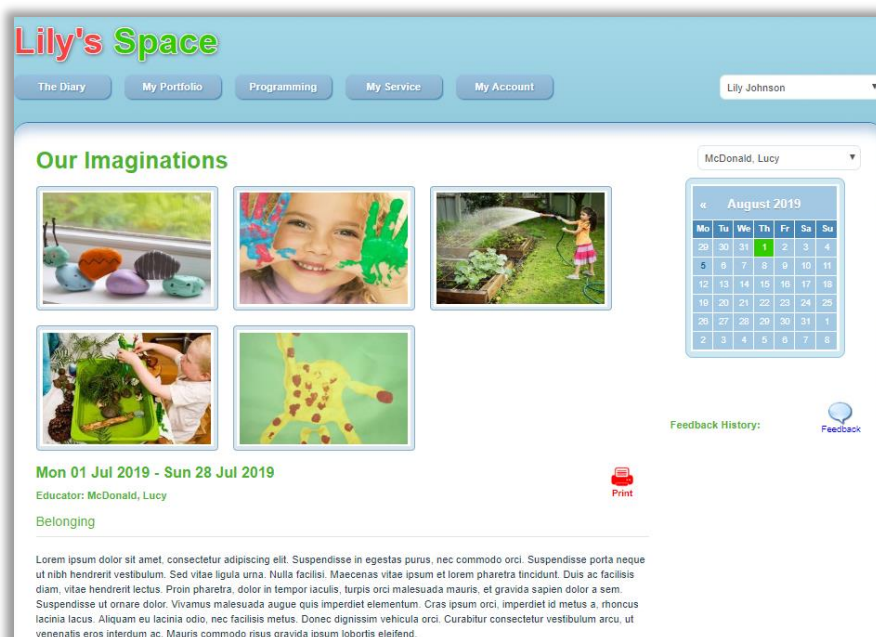 Lily's Space
The Diary
My Portfolio
Programming
My Service
My Account
Lily Johnson
Our Imaginations
McDonald, Lucy
« August 2019
Mo Tu We Th Fr Sa Su
29 30 31 1 2 3 4
5 6 7 8 9 10 11
12 13 14 15 16 17 18
19 20 21 22 23 24 25
26 27 28 29 30 31 1
2 3 4 5 6 7 8
Feedback History:
Feedback
Mon 01 Jul 2019 - Sun 28 Jul 2019
Educator: McDonald, Lucy
Print
Belonging
Lorem ipsum dolor sit amet, consectetur adipiscing elit. Suspendisse in egestas purus, nec commodo orci. Suspendisse porta neque
ut nibh hendrerit vestibulum. Sed vitae ligula urna. Nulla facilisi. Maecenas vitae ipsum et lorem pharetra tincidunt. Duis ac facilisis
diam, vitae hendrerit lectus. Proin pharetra, dolor in tempor iaculis, turpis orci malesuada mauris, et gravida sapien dolor a sem.
Suspendisse ut ornare dolor. Vivamus malesuada augue quis imperdiet elementum. Cras ipsum orci, imperdiet id metus a, rhoncus
lacinia lacus. Aliquam eu lacinia odio, nec facilisis metus. Donec dignissim vehicula orci. Curabitur consectetur vestibulum arcu, ut
venenatis eros interdum ac. Mauris commodo risus gravida ipsum lobortis eleifend.